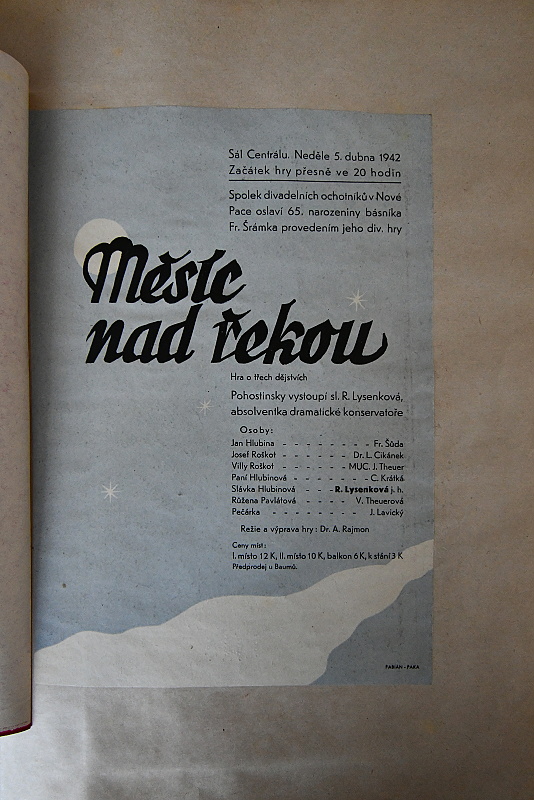 Sál Centrálu. Neděle 5. dubna 1942
Začátek hry přesně ve 20 hodin
Spolek divadelních ochotníků v Nové
Pace oslaví 65. narozeniny básníka
Fr. Šrámka provedením jeho div. hry
Měsíc
nad řekou
Hra o třech dějstvích
Pohostinsky vystoupí sl. R. Lysenková,
absolventka dramatické konservatoře
Osoby:
Jan Hlubina - - - - - - - - Fr. Šůda
Josef Roškot - - - - - - - Dr. L. Cikánek
Villy Roškot - - - - - - MUC. J. Theuer
Paní Hlubinová - - - - - - - C. Krátká
Slávka Hlubinová - - - R. Lysenková j. h.
Růžena Pavlátová - - - - - V. Theuerová
Pečárka - - - - - - - - J. Lavický
Režie a výprava hry: Dr. A. Rajmon
Ceny míst:
I. místo 12 K, II. místo 10 K, balkon 6 K, k stání 3 K
Předprodej u Baumů.
FABIÁN - PAKA